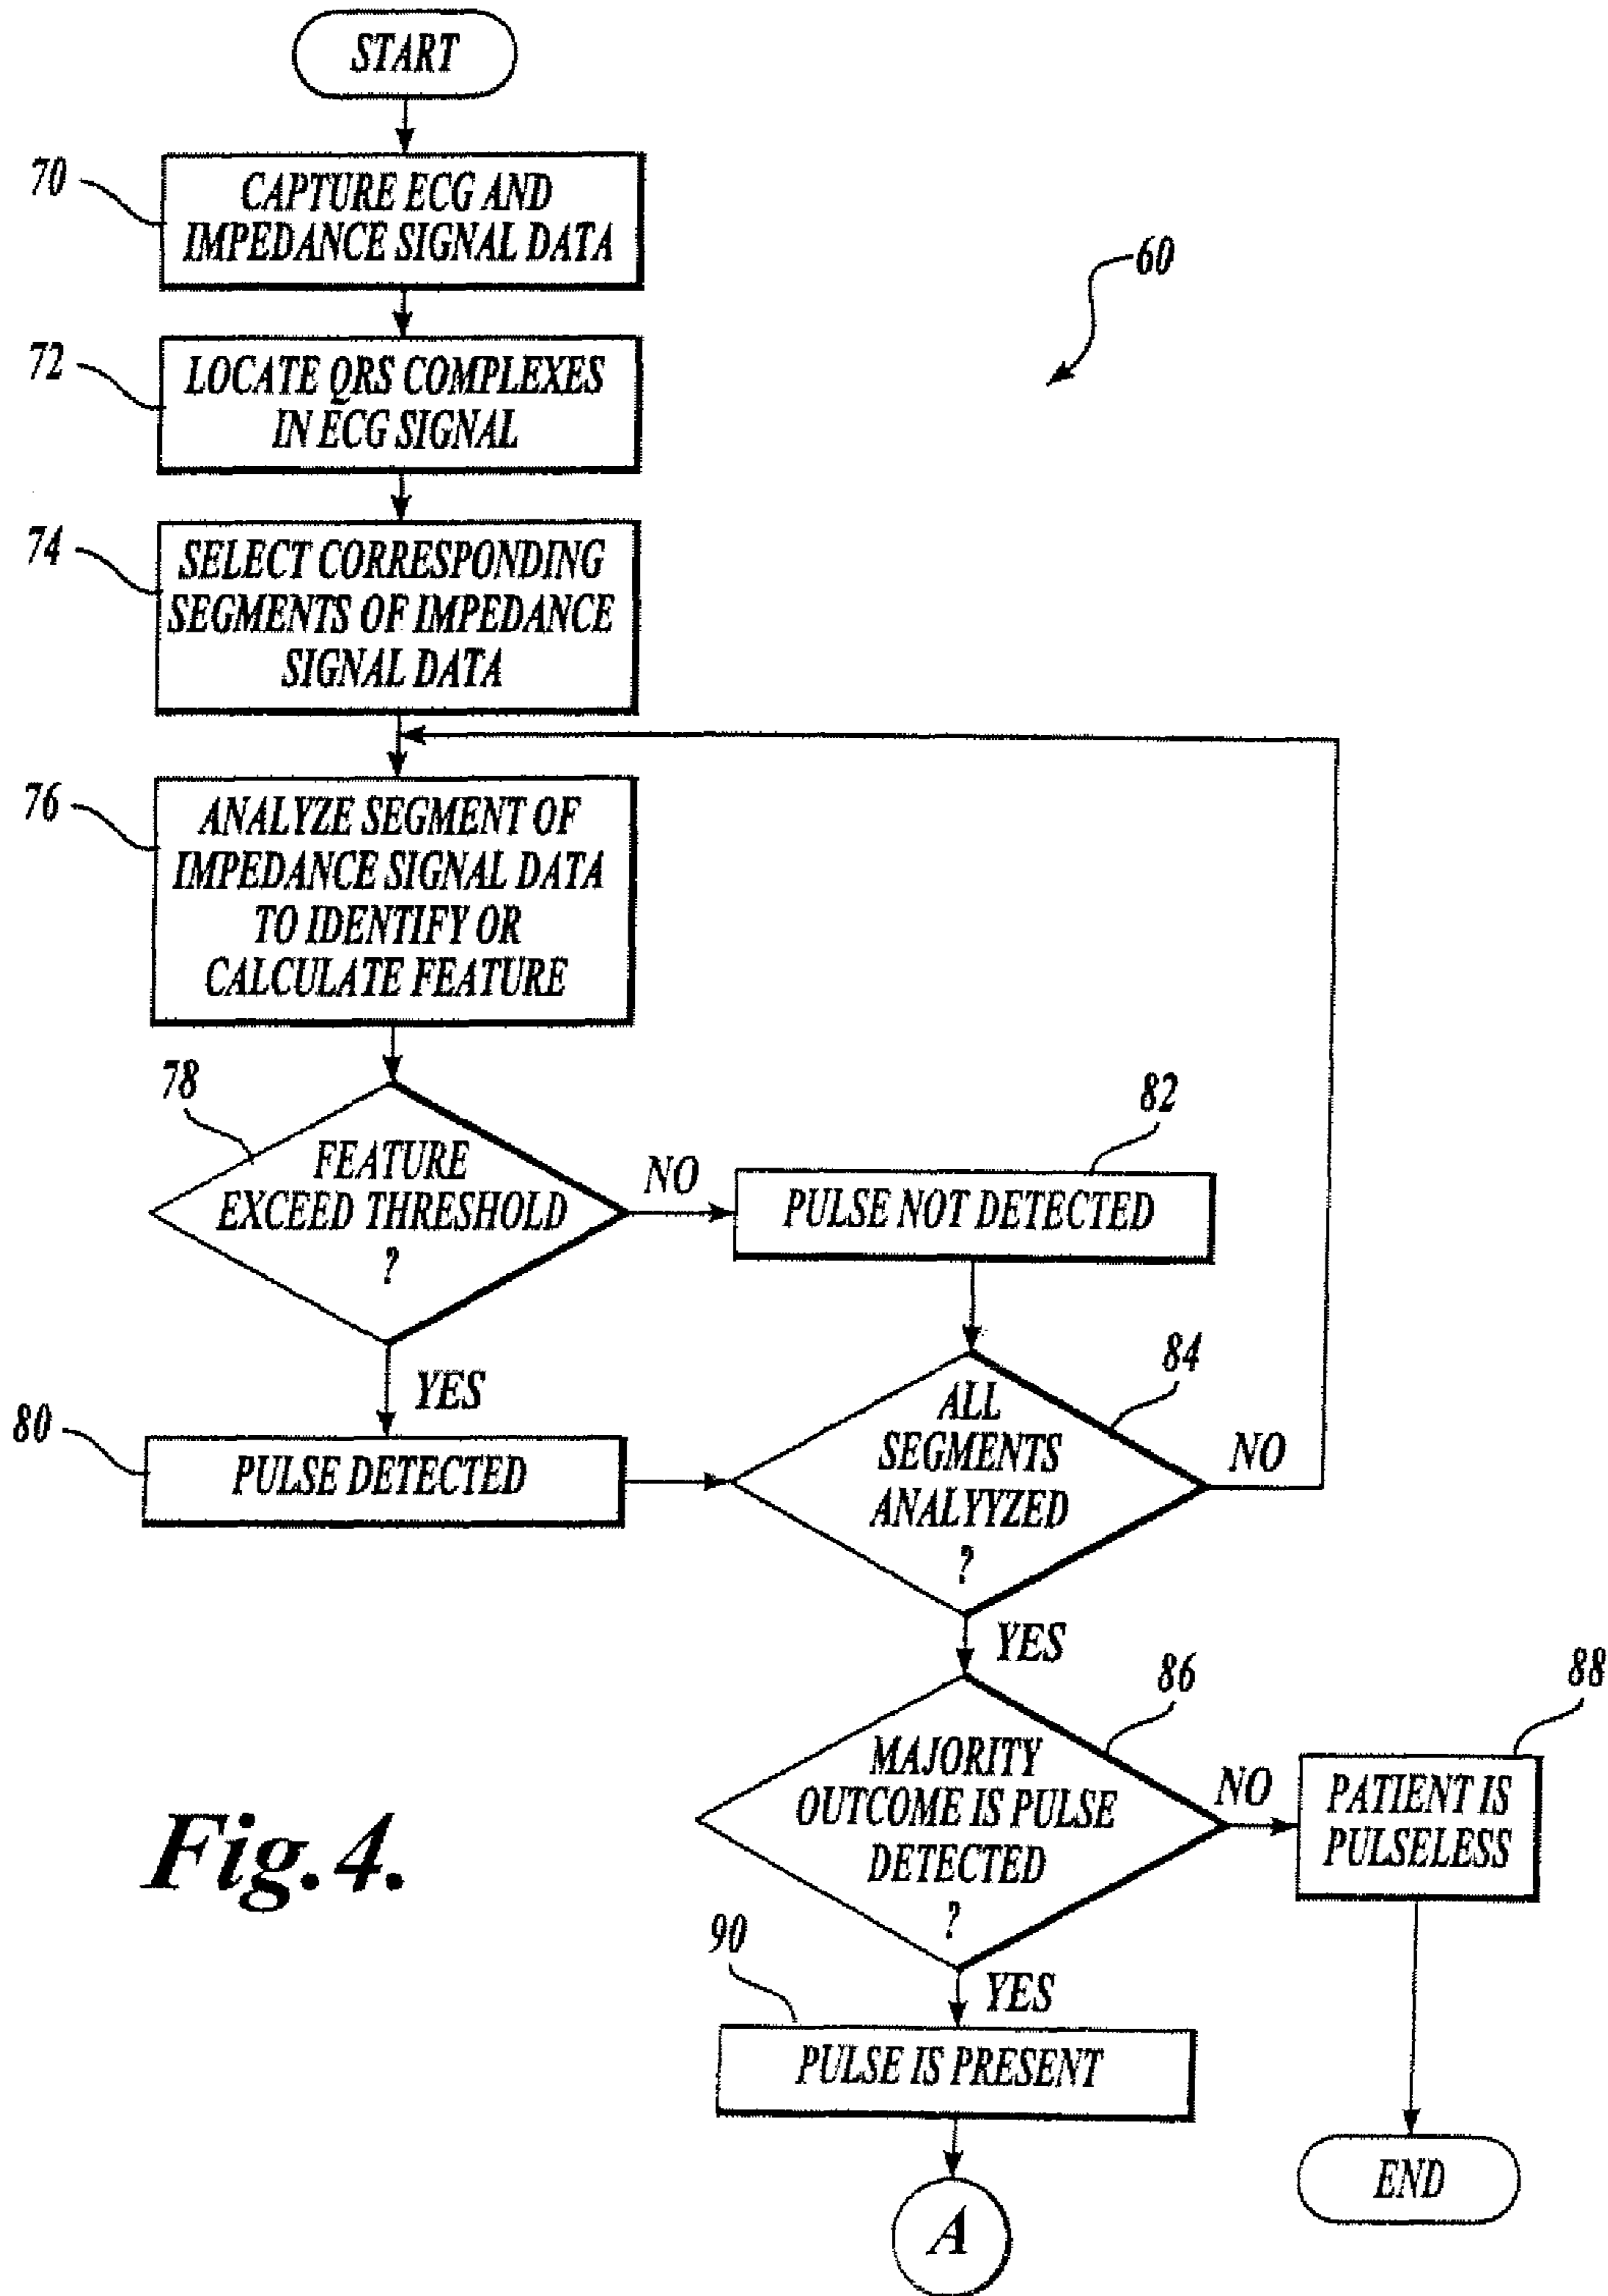 START
70
CAPTURE ECG AND
IMPEDANCE SIGNAL DATA
60
72
LOCATE QRS COMPLEXES
IN ECG SIGNAL
74
SELECT CORRESPONDING
SEGMENTS OF IMPEDANCE
SIGNAL DATA
76
ANALYZE SEGMENT OF
IMPEDANCE SIGNAL DATA
TO IDENTIFY OR
CALCULATE FEATURE
78
FEATURE
EXCEED THRESHOLD
?
NO
82
PULSE NOT DETECTED
YES
80
PULSE DETECTED
84
ALL
SEGMENTS
ANALYYZED
?
NO
YES
86
MAJORITY
OUTCOME IS PULSE
DETECTED
?
NO
88
PATIENT IS
PULSELESS
Fig.4.
YES
90
PULSE IS PRESENT
END
A